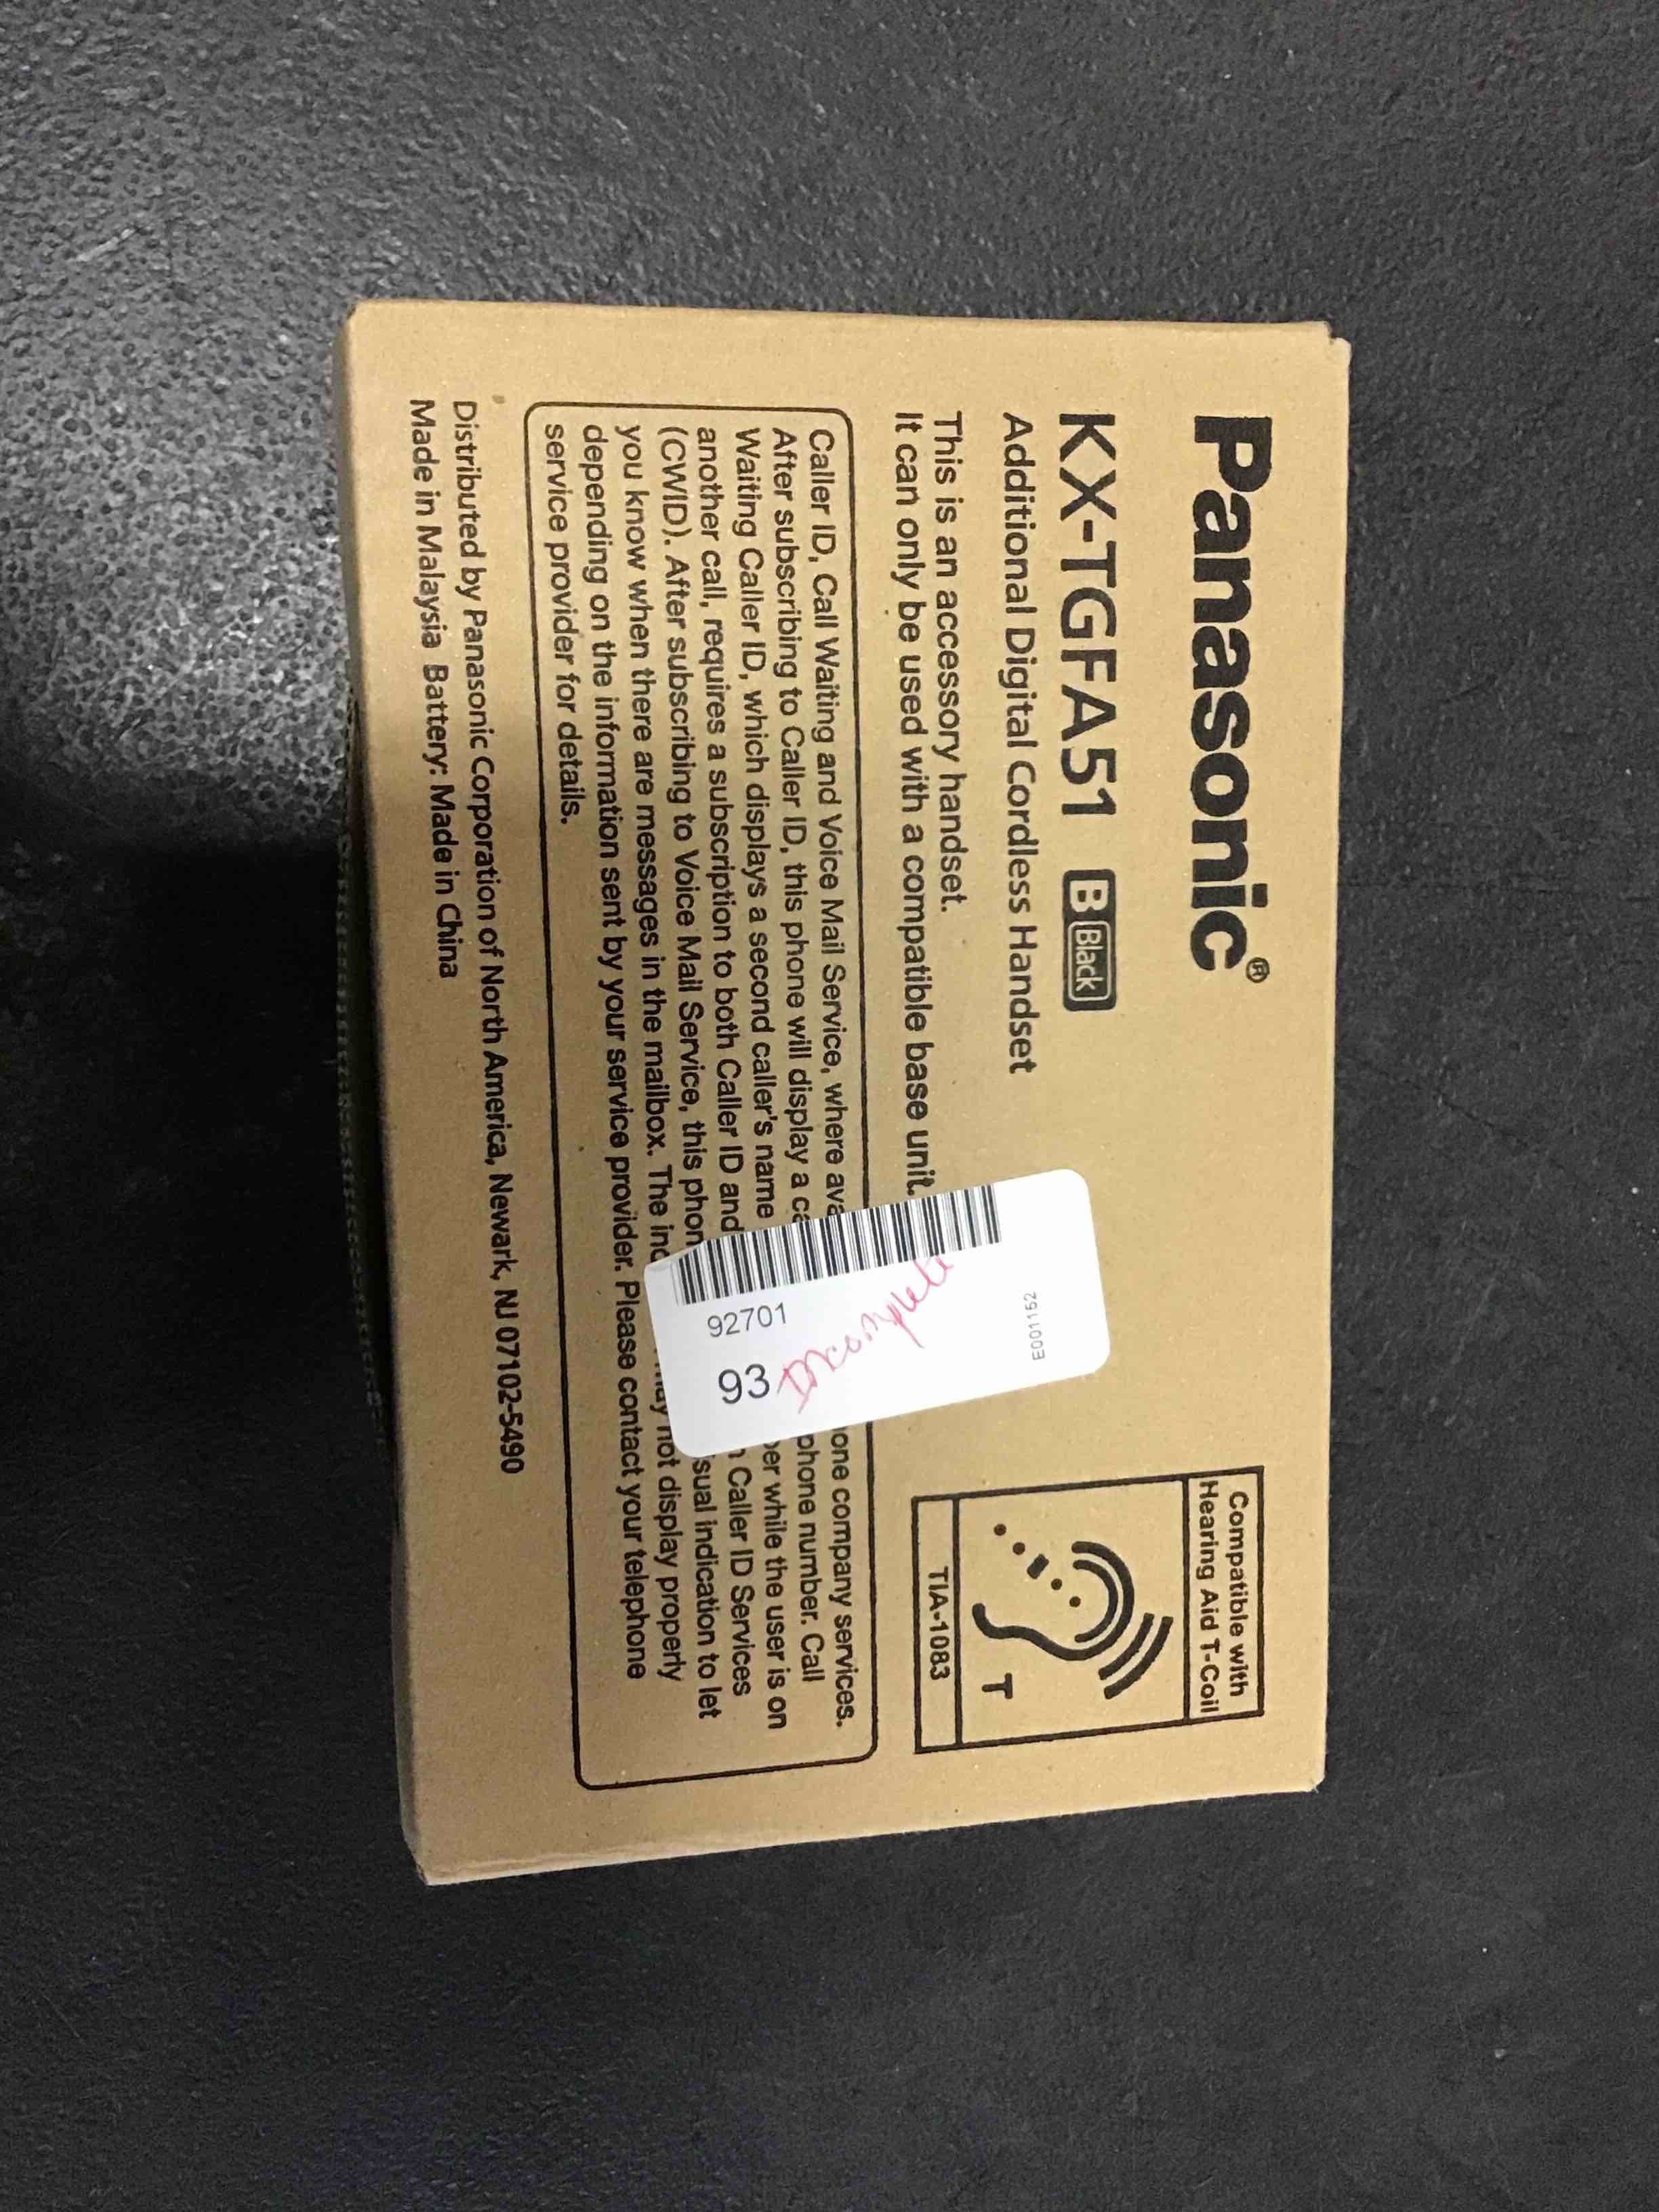 Panasonic®
KX-TGFA51 B Black
Additional Digital Cordless Handset
This is an accessory handset.
It can only be used with a compatible base unit.
Compatible with
Hearing Aid T-Coil
T
TIA-1083
Caller ID, Call Waiting and Voice Mail Service, where ava one company services.
After subscribing to Caller ID, this phone will display a ca phone number. Call
Waiting Caller ID, which displays a second caller's name ber while the user is on
another call, requires a subscription to both Caller ID and n Caller ID Services
(CWID). After subscribing to Voice Mail Service, this phon sual indication to let
you know when there are messages in the mailbox. The ind may not display properly
depending on the information sent by your service provider. Please contact your telephone
service provider for details.
Distributed by Panasonic Corporation of North America, Newark, NJ 07102-5490
Made in Malaysia Battery: Made in China
E001152
Incomplete
92701
93